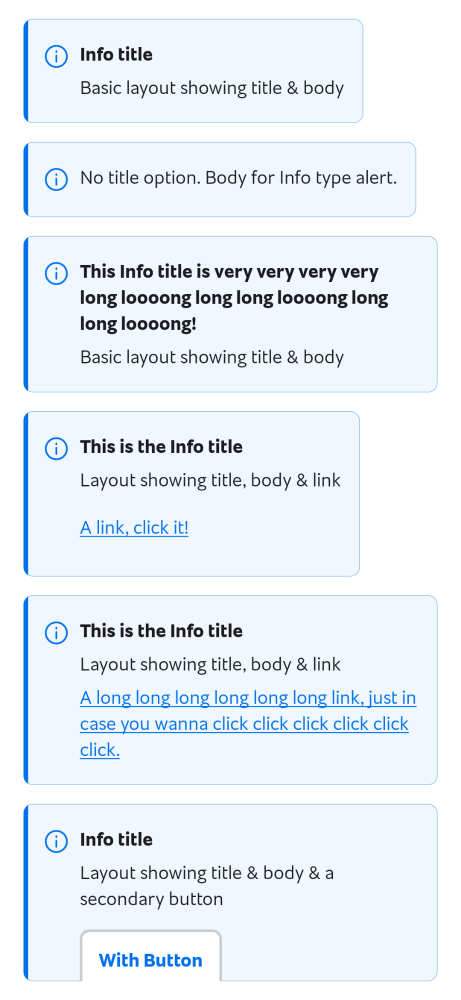 Info title
Basic layout showing title & body
No title option. Body for Info type alert.
This Info title is very very very very
long loooong long long loooong long
long loooong!
Basic layout showing title & body
This is the Info title
Layout showing title, body & link
A link, click it!
This is the Info title
Layout showing title, body & link
A long long long long long long link, just in
case you wanna click click click click click
click.
Info title
Layout showing title & body & a
secondary button
With Button